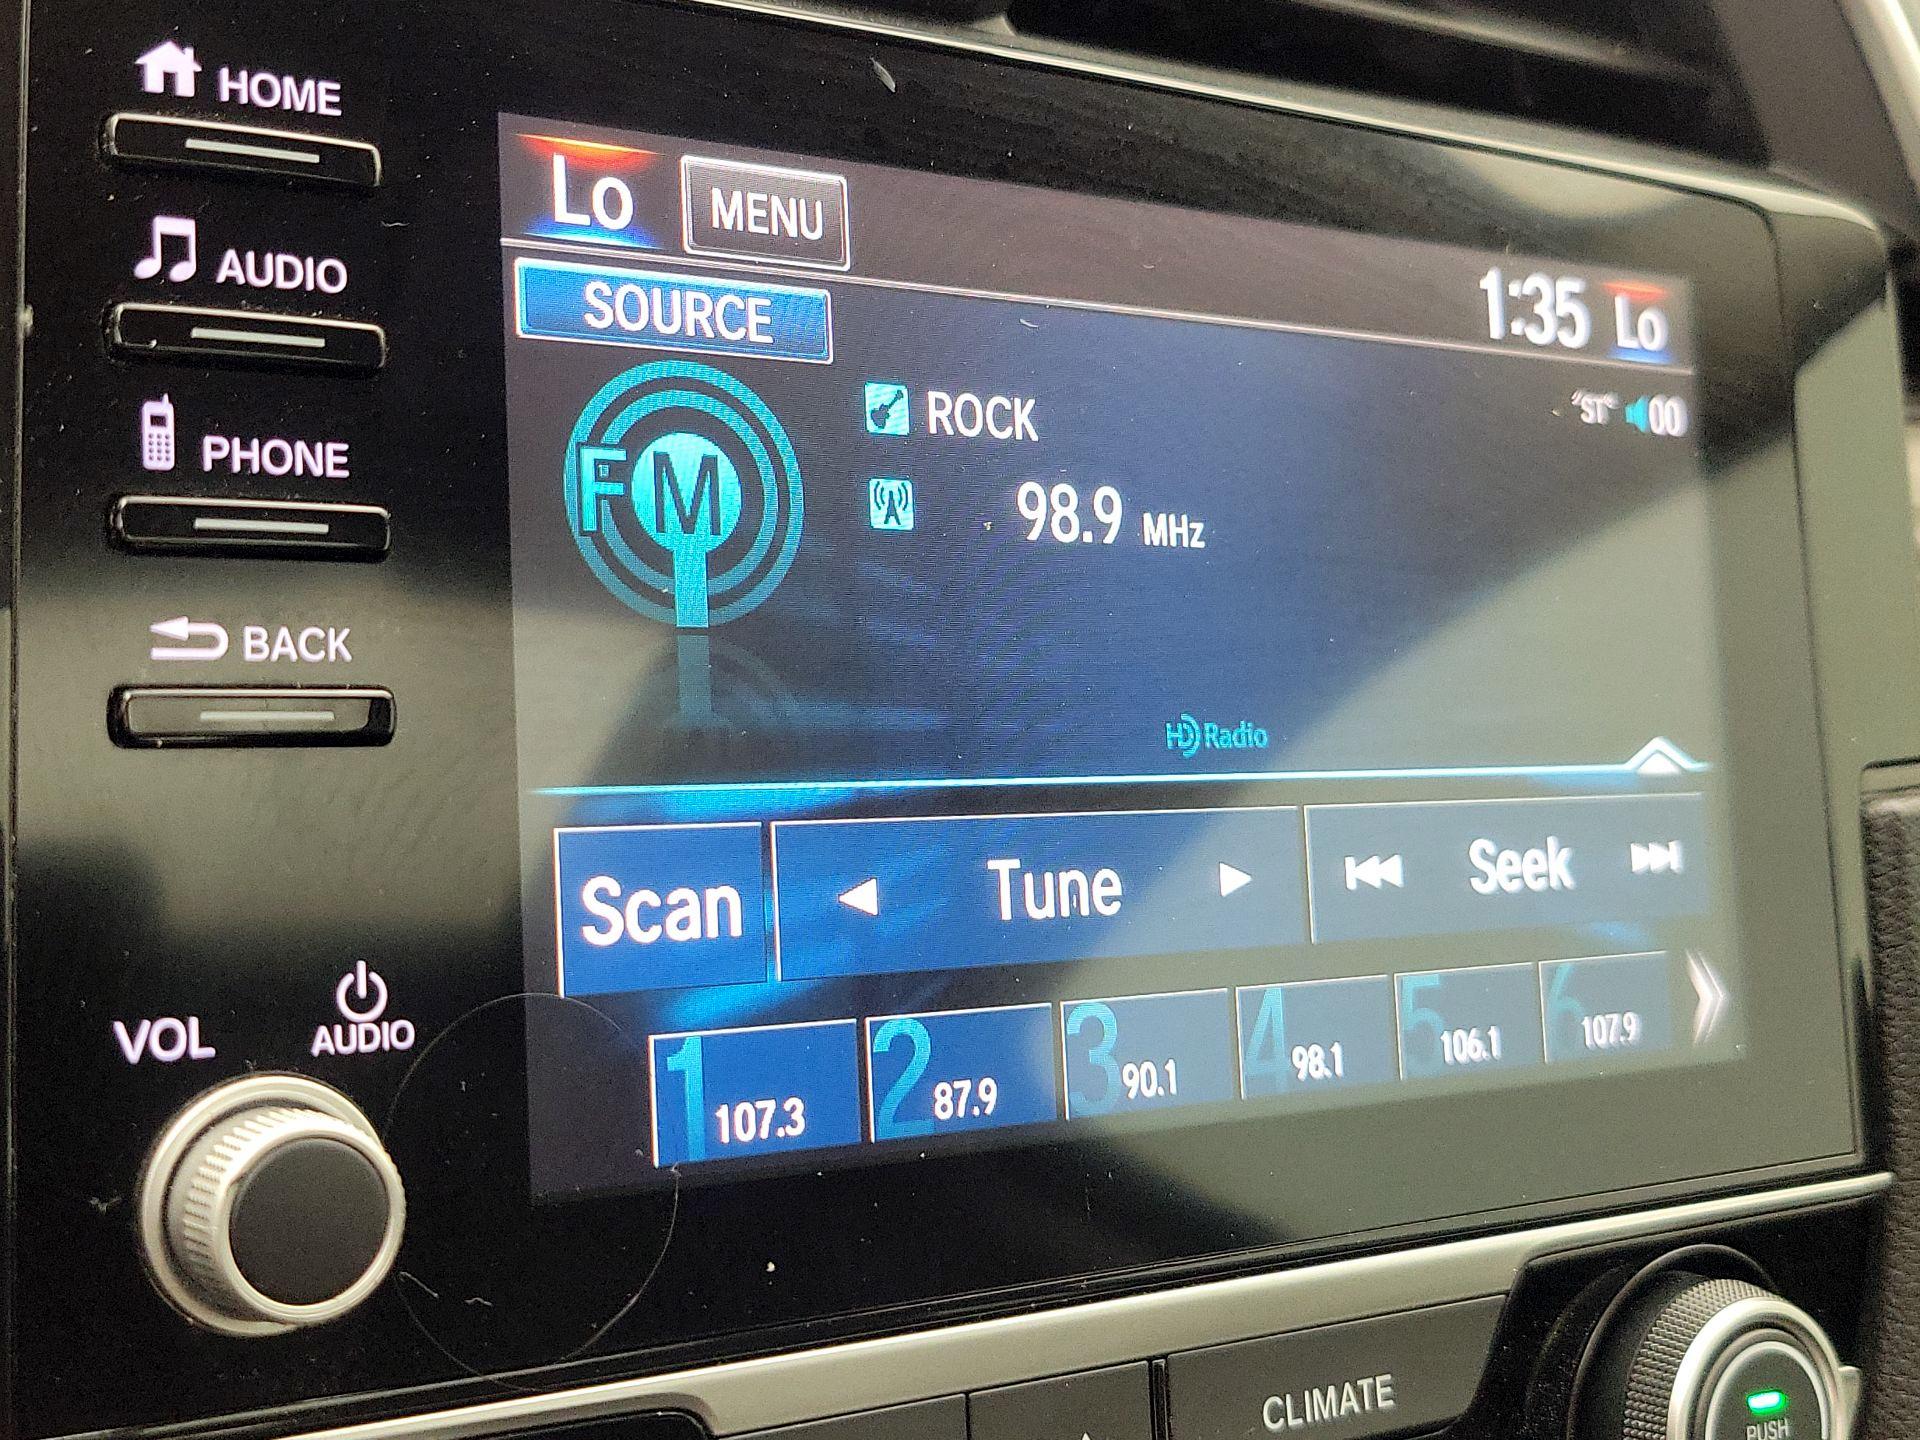 HOME
AUDIO
PHONE
BACK
VOL
AUDIO
Lo
MENU
1:35
Lo
SOURCE
FM
ROCK
"ST"
00
98.9 MHz
HD Radio
Scan
Tune
Seek
1 107.3
2 87.9
3 90.1
4 98.1
5 106.1
6 107.9
CLIMATE
PUSH